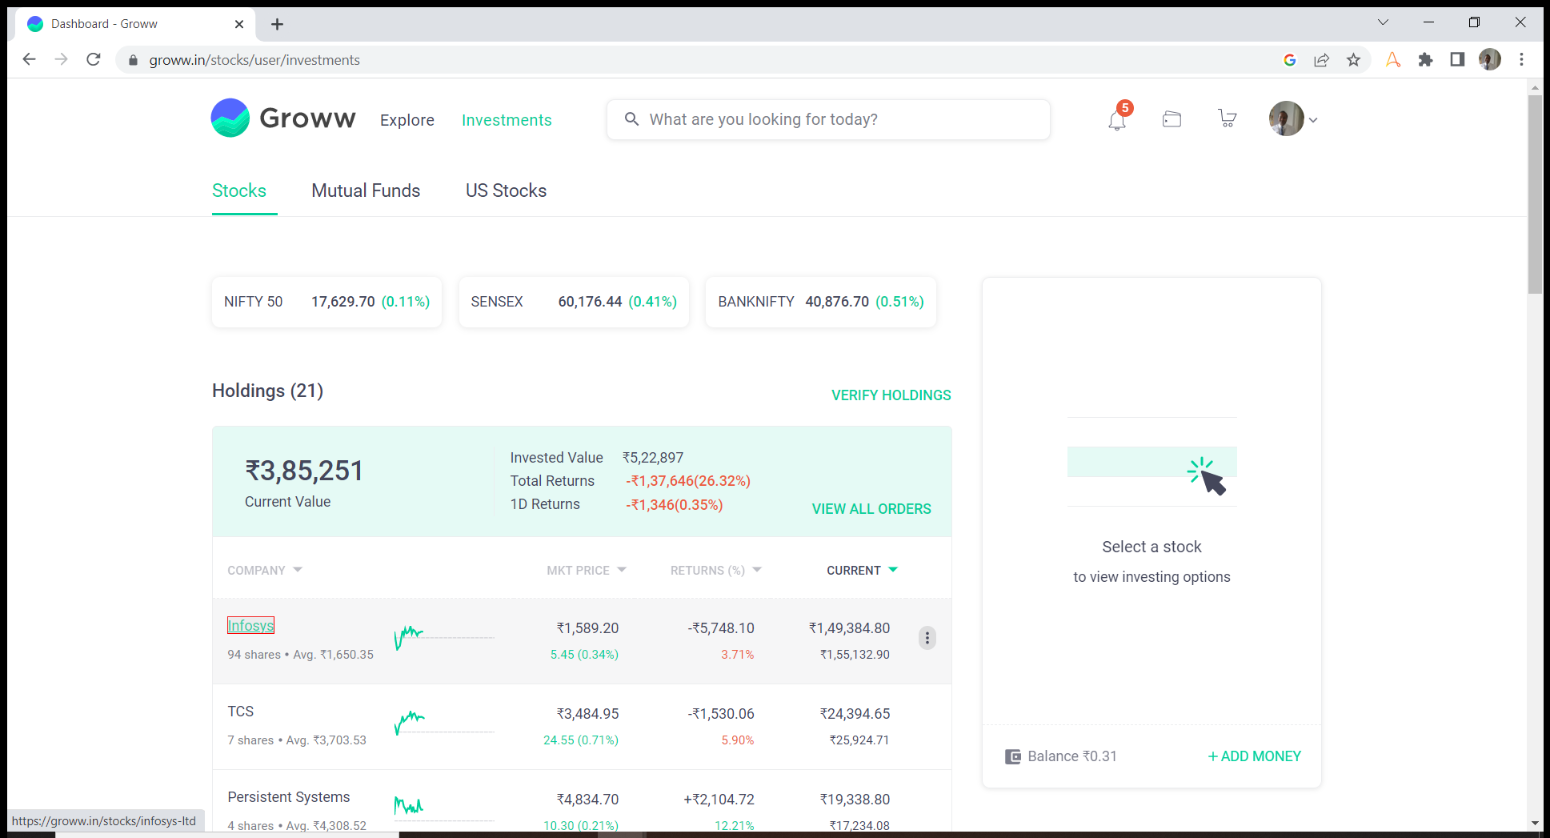 Dashboard - Groww
groww.in/stocks/user/investments
Groww Explore Investments What are you looking for today? 5
Stocks Mutual Funds US Stocks
NIFTY 50 17,629.70 (0.11%) SENSEX 60,176.44 (0.41%) BANKNIFTY 40,876.70 (0.51%)
Holdings (21) VERIFY HOLDINGS
₹3,85,251
Current Value
Invested Value ₹5,22,897
Total Returns -₹1,37,646(26.32%)
1D Returns -₹1,346(0.35%)
VIEW ALL ORDERS
COMPANY MKT PRICE RETURNS (%) CURRENT
Infosys ₹1,589.20 -₹5,748.10 ₹1,49,384.80
94 shares • Avg. ₹1,650.35 5.45 (0.34%) 3.71% ₹1,55,132.90
TCS ₹3,484.95 -₹1,530.06 ₹24,394.65
7 shares • Avg. ₹3,703.53 24.55 (0.71%) 5.90% ₹25,924.71
Persistent Systems ₹4,834.70 +₹2,104.72 ₹19,338.80
4 shares • Avg. ₹4,308.52 10.30 (0.21%) 12.21% ₹17,234.08
Select a stock
to view investing options
Balance ₹0.31 + ADD MONEY
https://groww.in/stocks/infosys-ltd